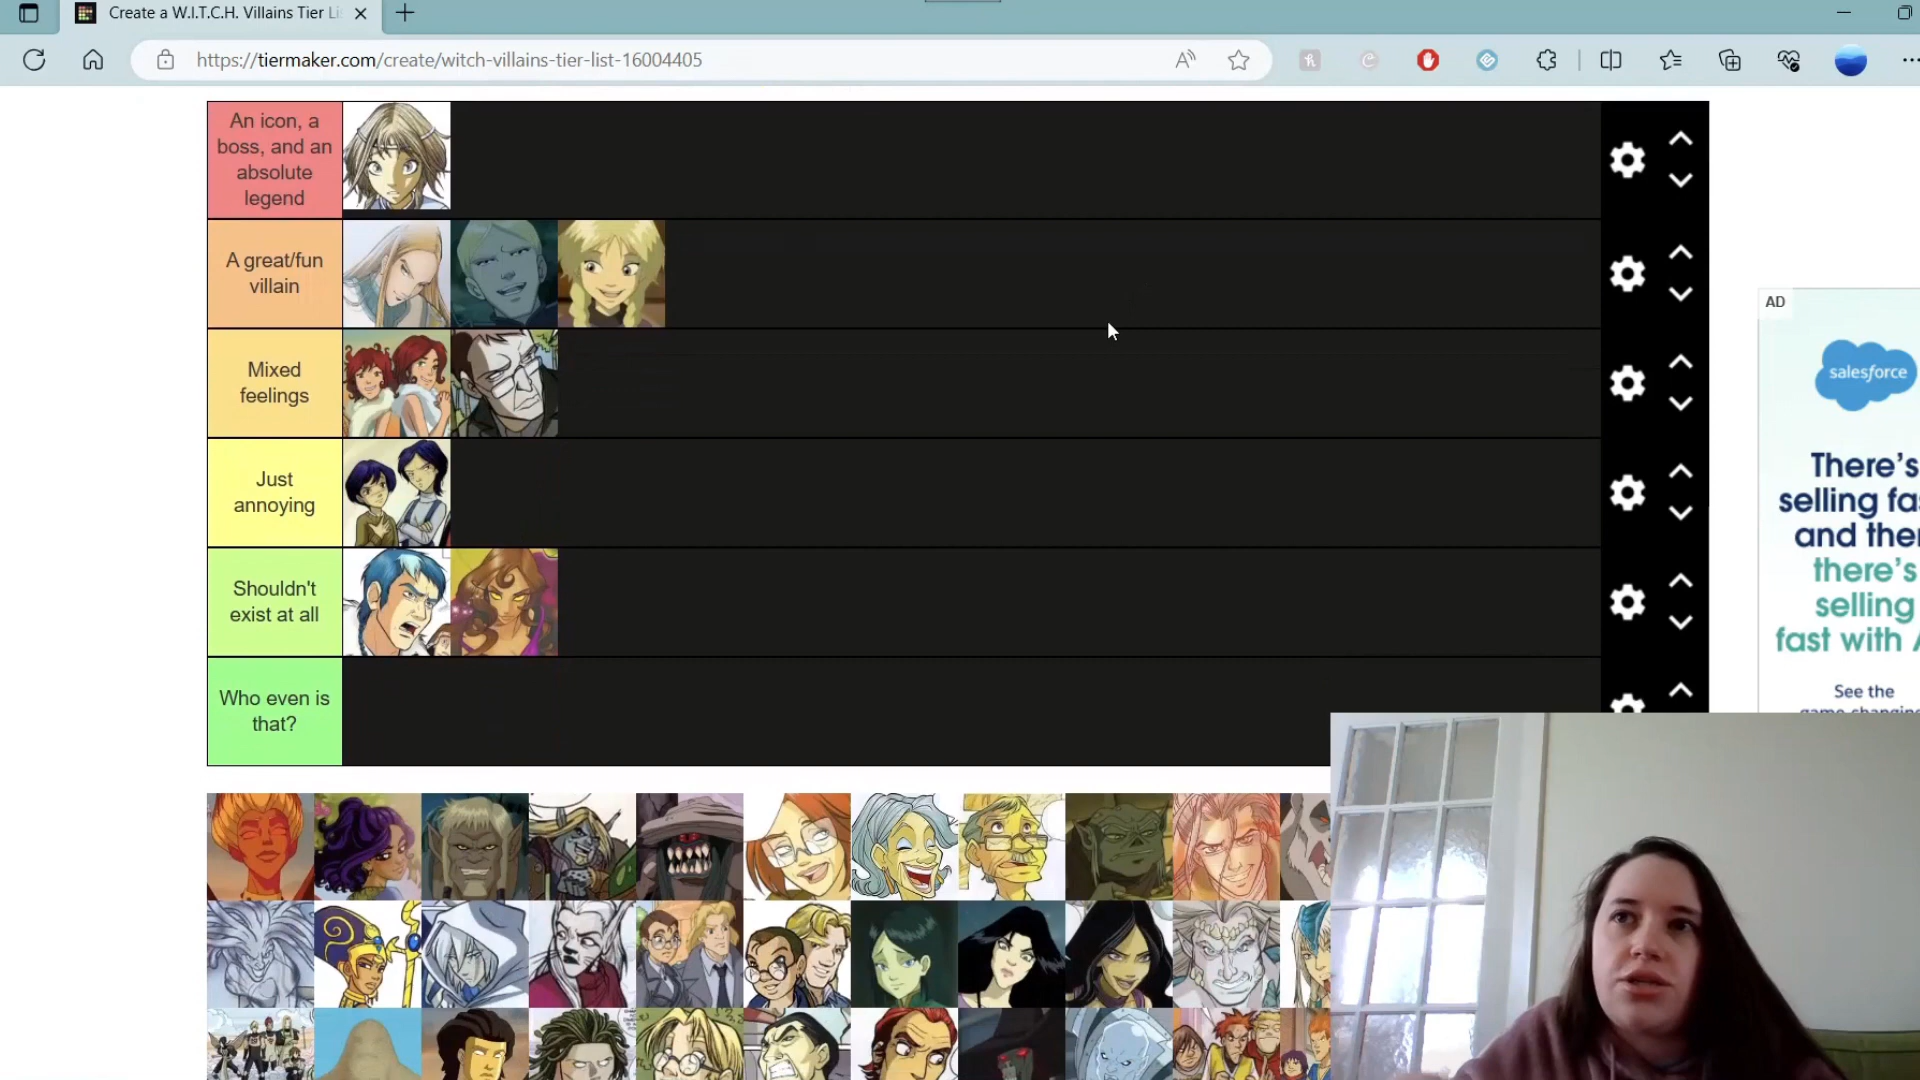 Create a W.I.T.C.H. Villains Tier Li
https://tiermaker.com/create/witch-villains-tier-list-16004405
An icon, a
boss, and an
absolute
legend
A great/fun
villain
Mixed
feelings
Just
annoying
Shouldn't
exist at all
Who even is
that?
AD
salesforce
There's
selling fas
and ther
there's
selling
fast with A
See the